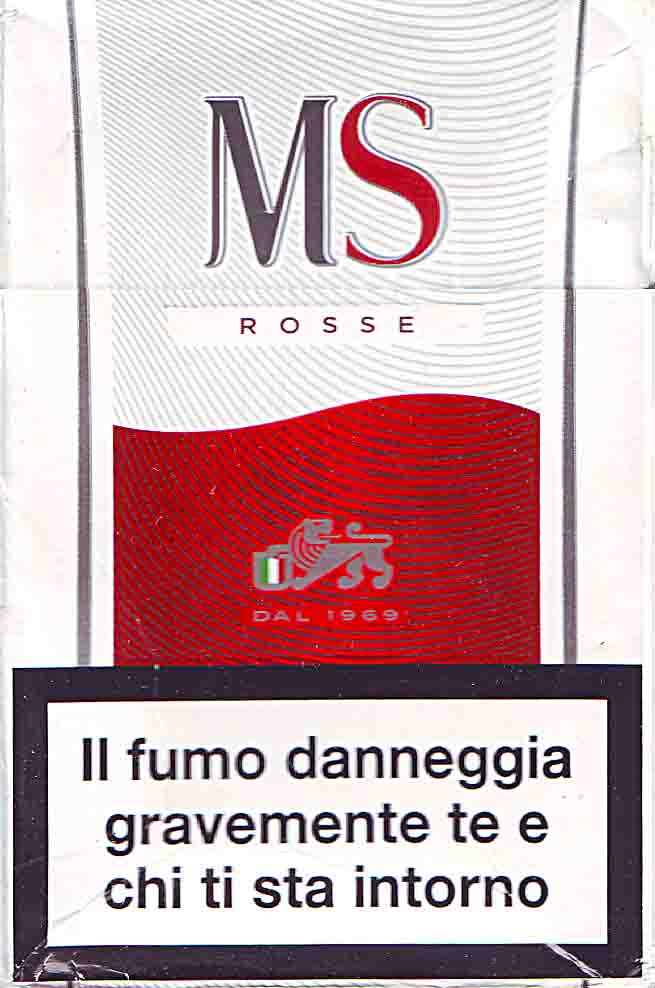 MS
ROSSE
DAL 1969
Il fumo danneggia
gravemente te e
chi ti sta intorno